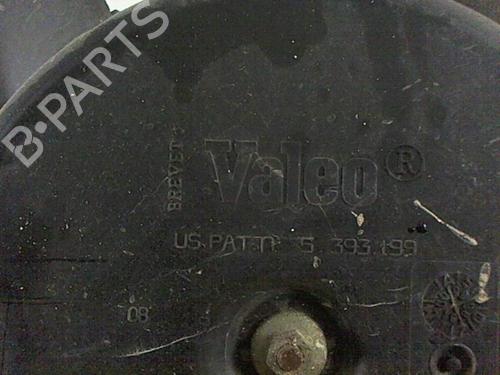 B·PARTS
BREVETE
Valeo®
US PAT N° 5 393 199
08